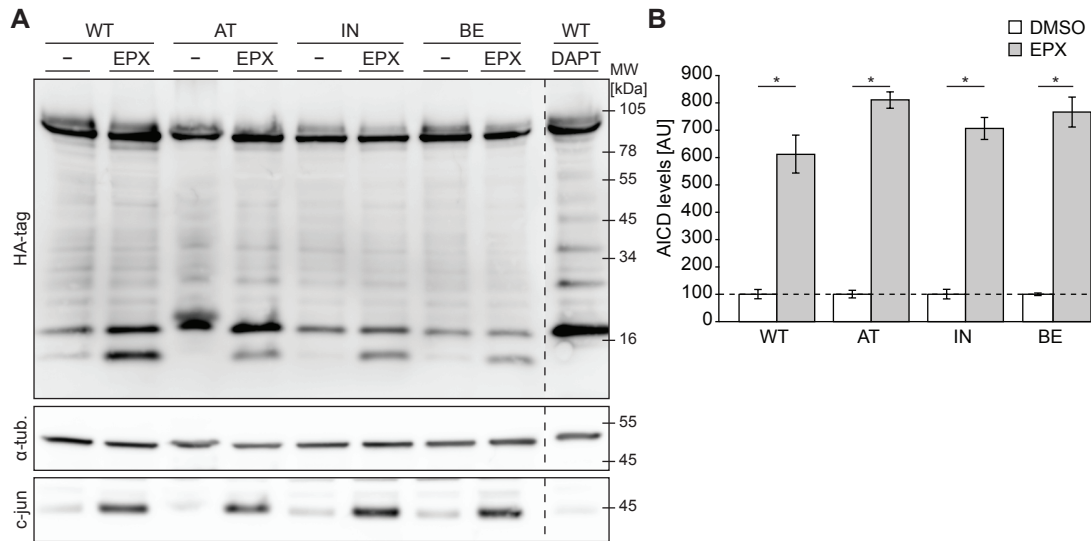 A
WT AT IN BE WT
– EPX – EPX – EPX – EPX DAPT
MW
[kDa]
HA-tag
105
78
55
45
34
16
α-tub.
55
45
c-jun
45
B
DMSO
EPX
AICD levels [AU]
900
800
700
600
500
400
300
200
100
0
* * * *
WT AT IN BE